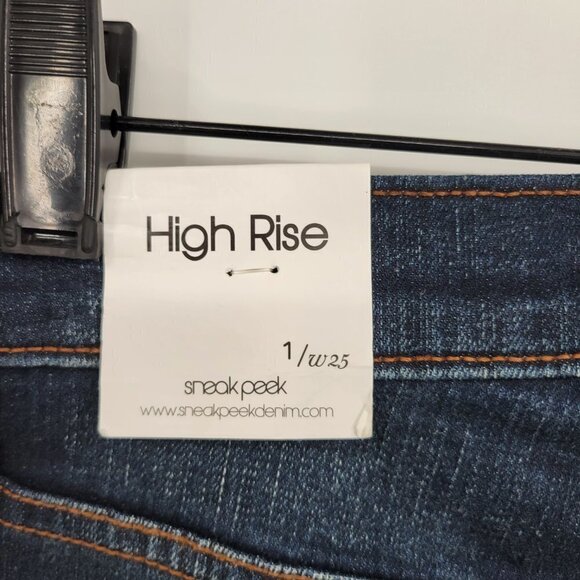 High Rise
1/w25
sneak peek
www.sneakpeekdenim.com